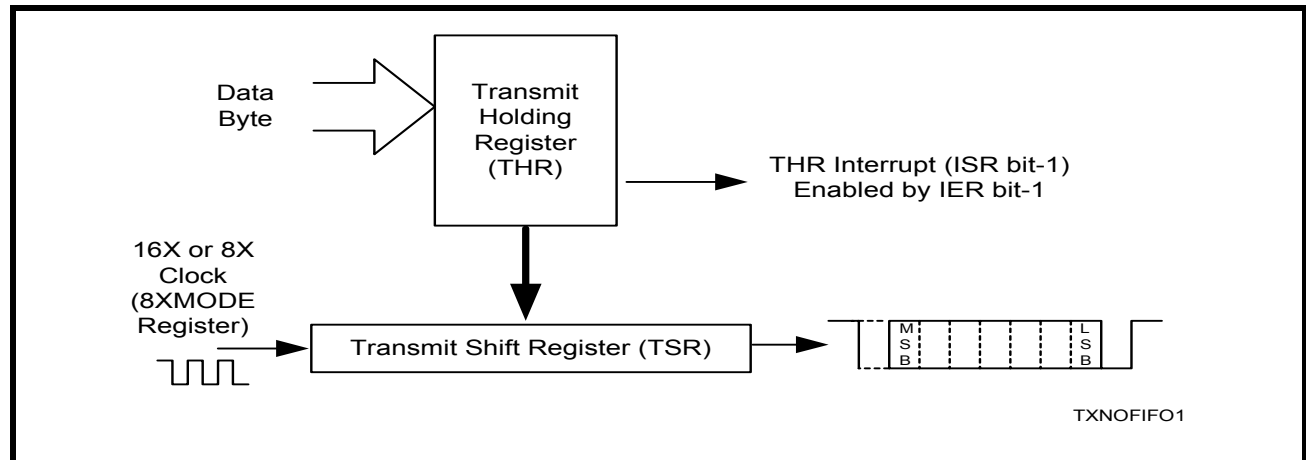 Data
Byte
Transmit
Holding
Register
(THR)
THR Interrupt (ISR bit-1)
Enabled by IER bit-1
16X or 8X
Clock
(8XMODE
Register)
Transmit Shift Register (TSR)
M
S
B
L
S
B
TXNOFIFO1